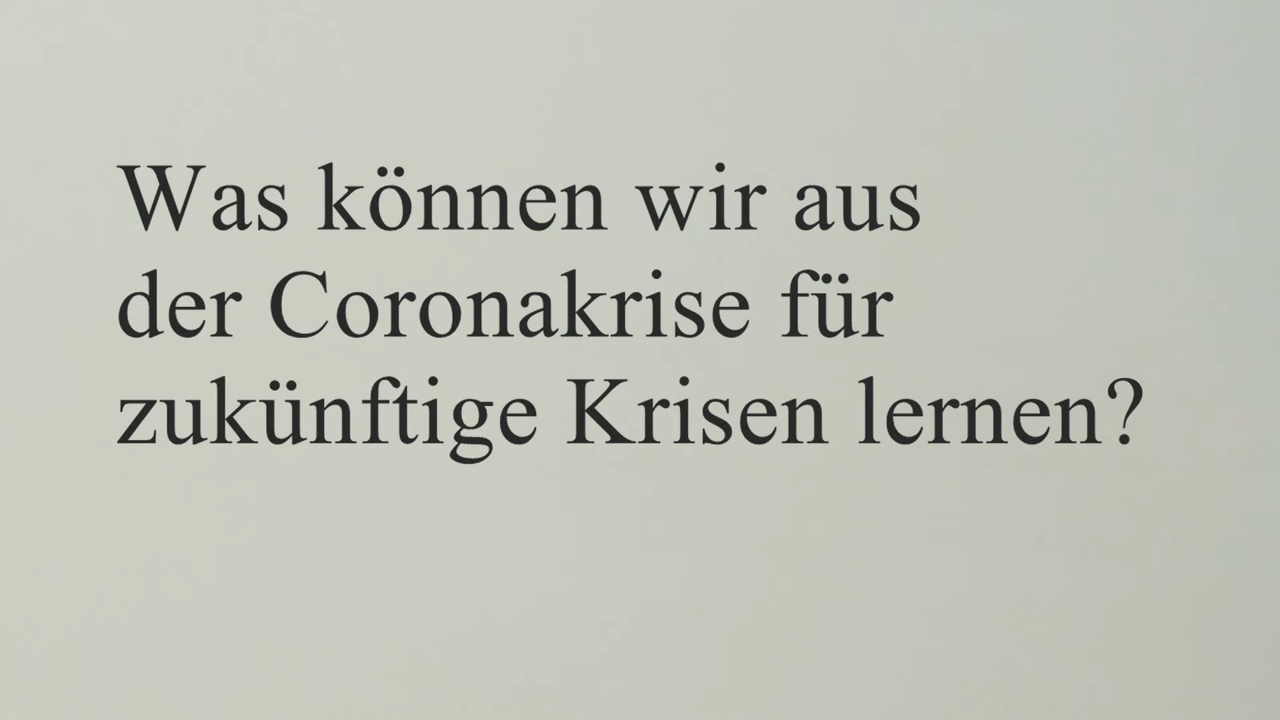 Was können wir aus
der Coronakrise für
zukünftige Krisen lernen?